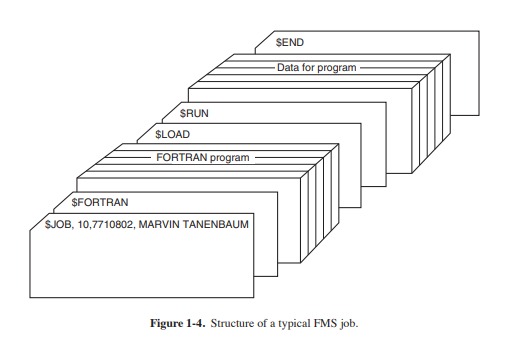 $END
Data for program
$RUN
$LOAD
FORTRAN program
$FORTRAN
$JOB, 10,7710802, MARVIN TANENBAUM
Figure 1-4. Structure of a typical FMS job.